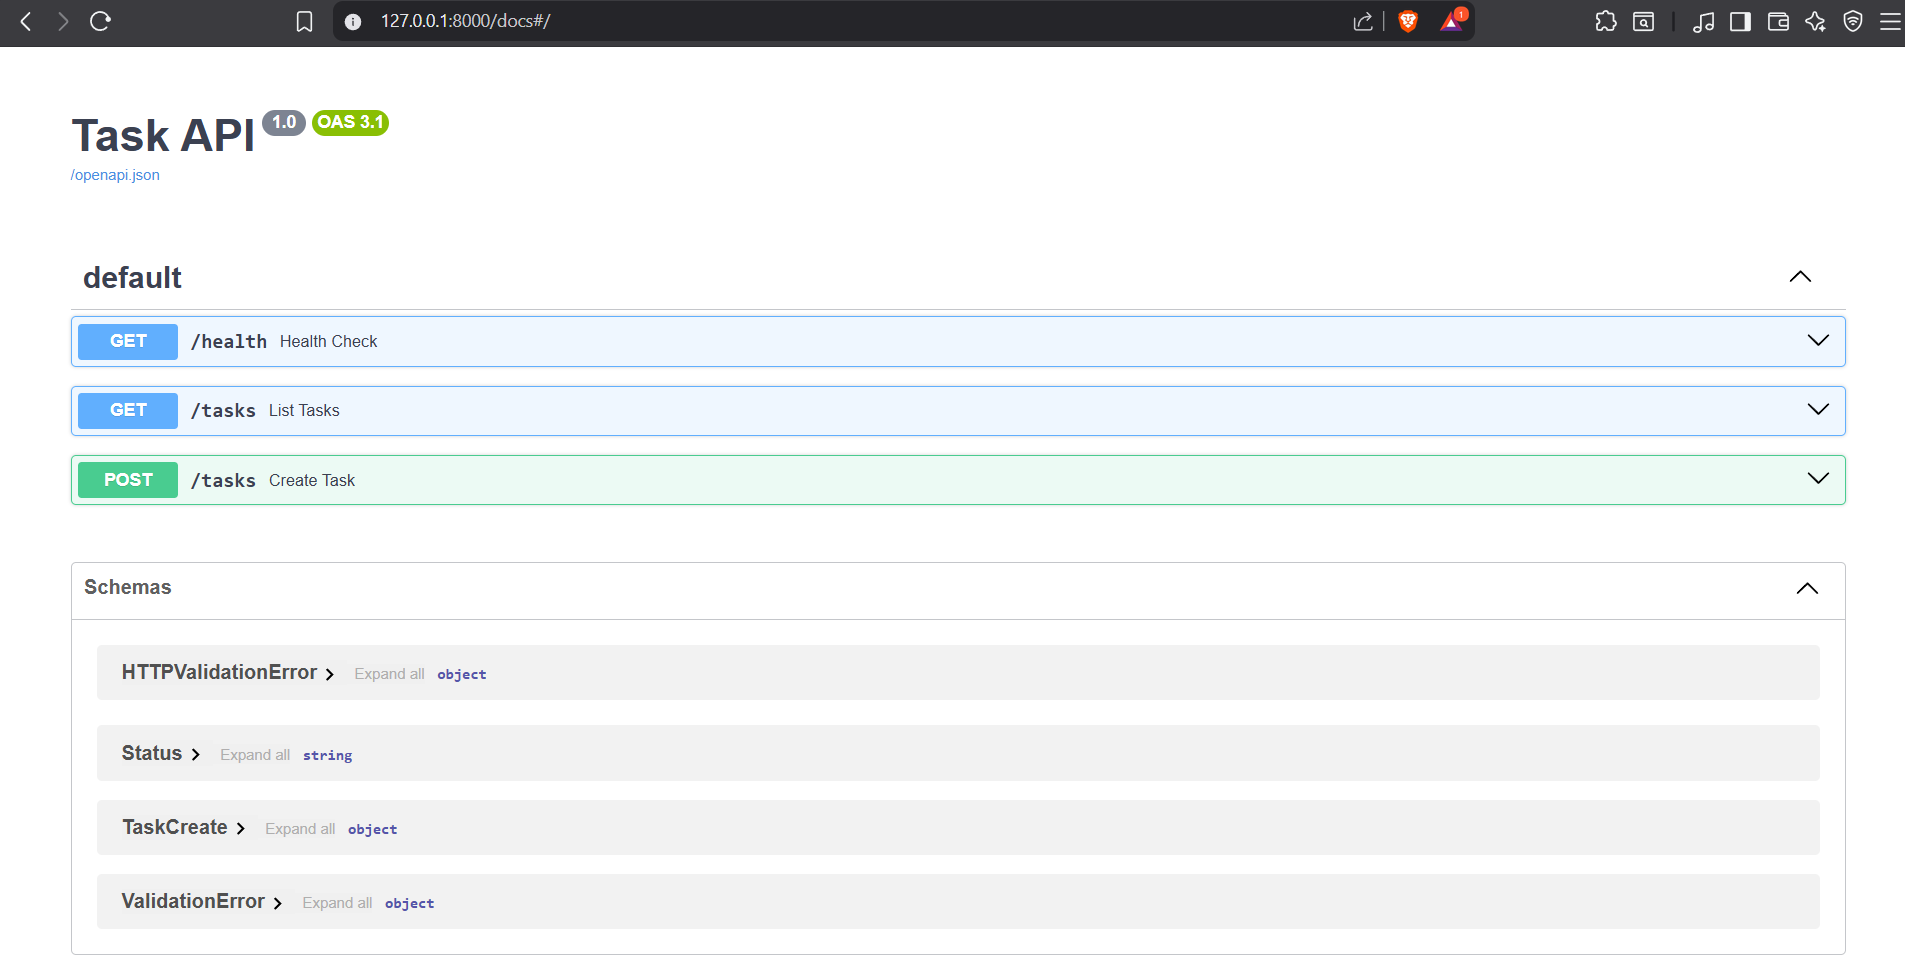 127.0.0.1:8000/docs#/
1
Task API 1.0 OAS 3.1
/openapi.json
default
GET /health Health Check
GET /tasks List Tasks
POST /tasks Create Task
Schemas
HTTPValidationError Expand all object
Status Expand all string
TaskCreate Expand all object
ValidationError Expand all object